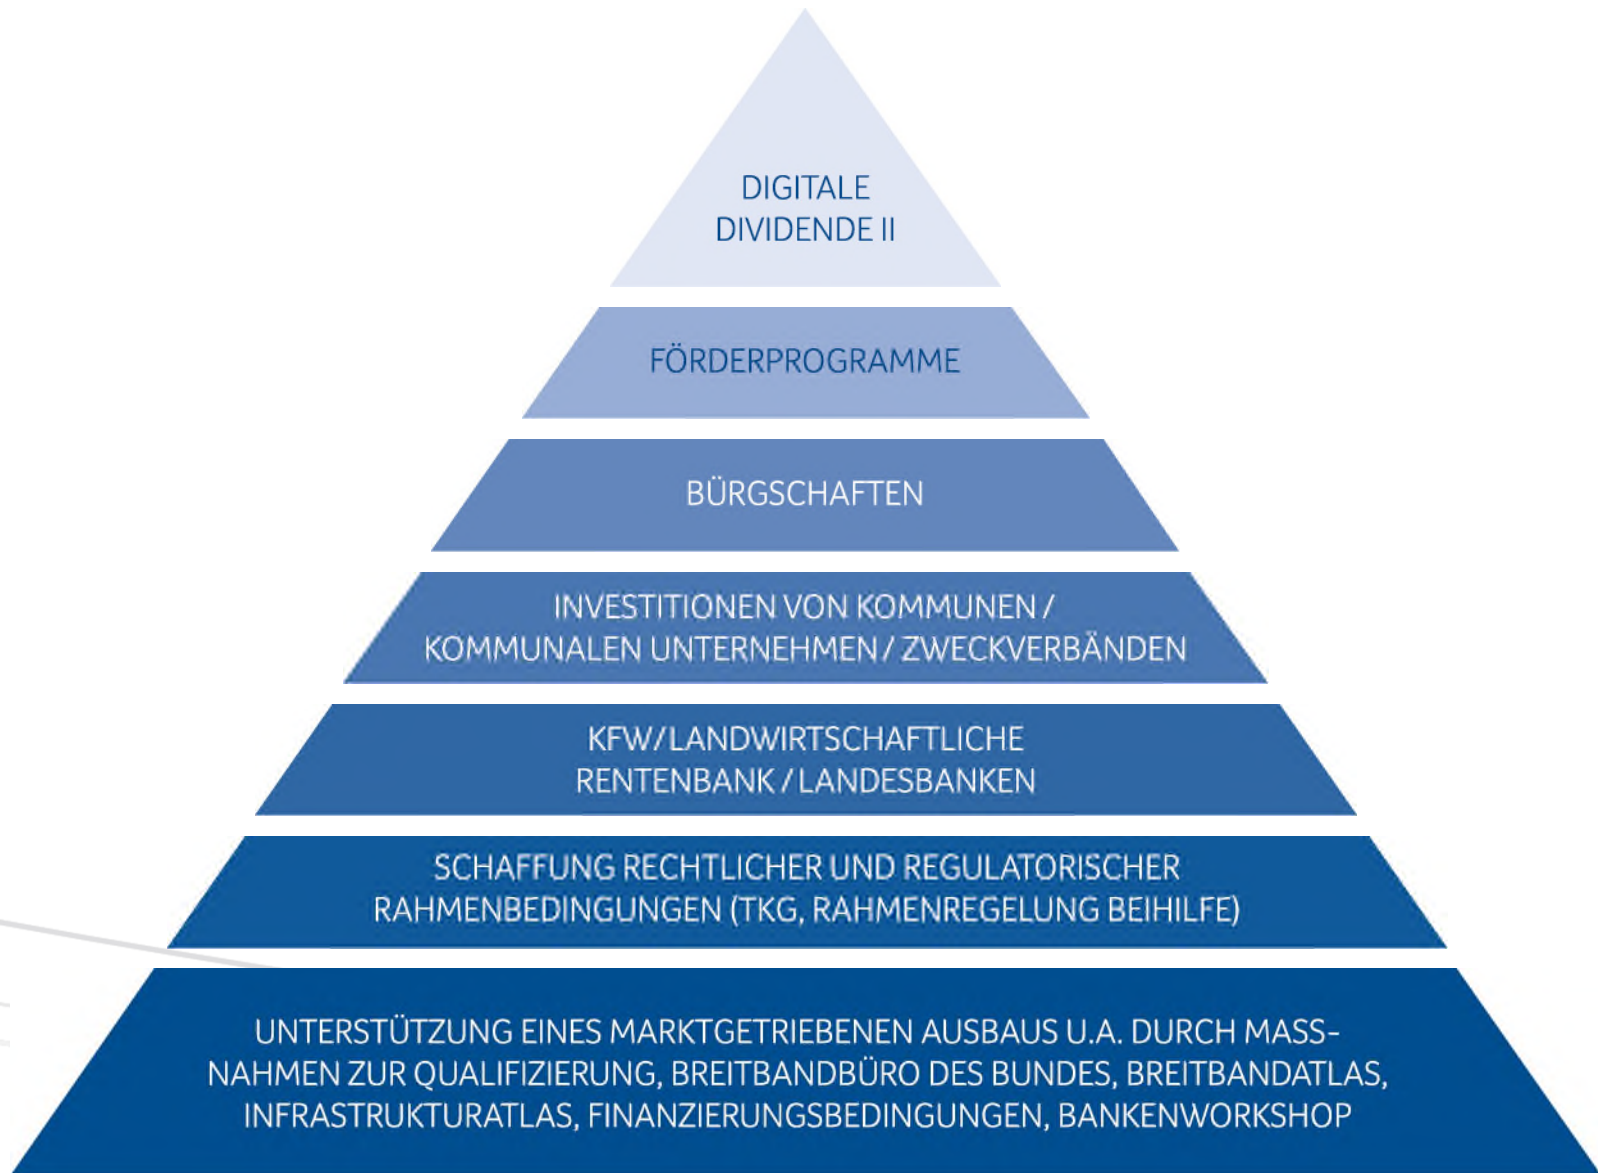 DIGITALE
DIVIDENDE II
FÖRDERPROGRAMME
BÜRGSCHAFTEN
INVESTITIONEN VON KOMMUNEN /
KOMMUNALEN UNTERNEHMEN / ZWECKVERBÄNDEN
KFW/LANDWIRTSCHAFTLICHE
RENTENBANK / LANDESBANKEN
SCHAFFUNG RECHTLICHER UND REGULATORISCHER
RAHMENBEDINGUNGEN (TKG, RAHMENREGELUNG BEIHILFE)
UNTERSTÜTZUNG EINES MARKTGETRIEBENEN AUSBAUS U.A. DURCH MASS-
NAHMEN ZUR QUALIFIZIERUNG, BREITBANDBÜRO DES BUNDES, BREITBANDATLAS,
INFRASTRUKTURATLAS, FINANZIERUNGSBEDINGUNGEN, BANKENWORKSHOP